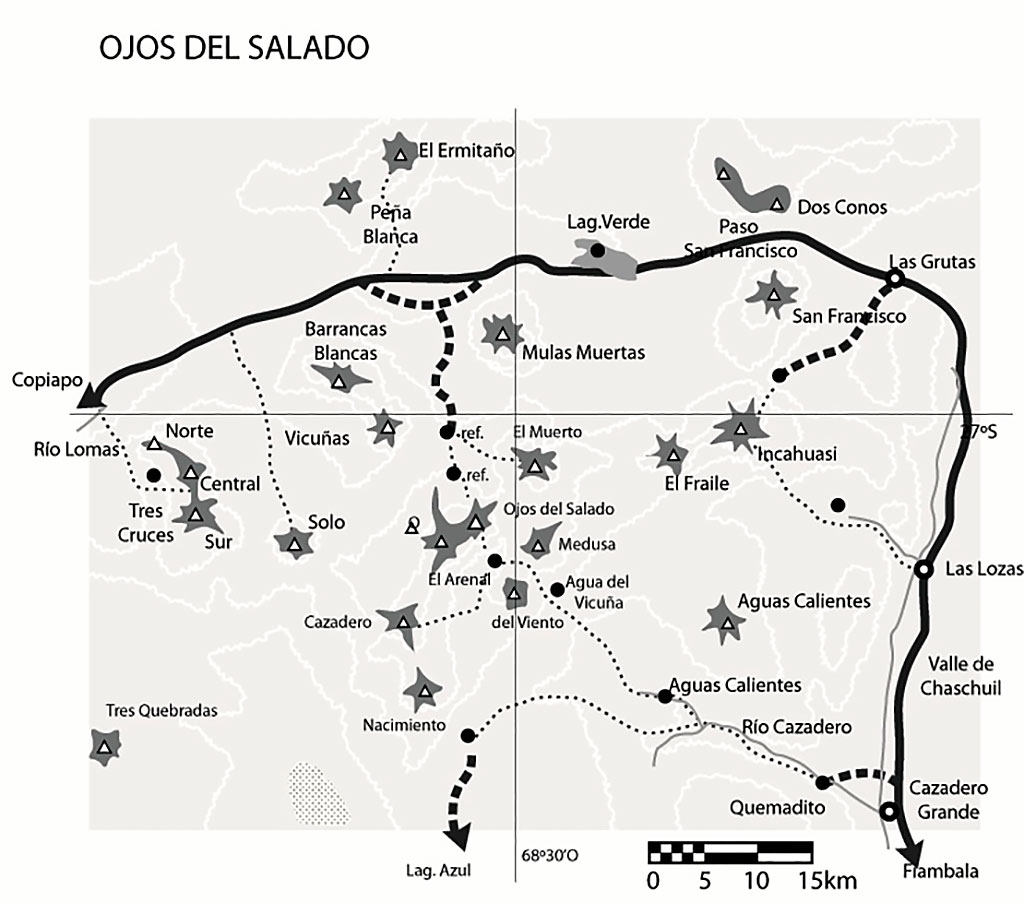 OJOS DEL SALADO
El Ermitaño
Peña
Blanca
Lag.Verde
Dos Conos
Paso
San Francisco
Las Grutas
San Francisco
Barrancas
Blancas
Mulas Muertas
Copiapo
Río Lomas
Norte
Vicuñas
ref.
El Muerto
27ºS
Incahuasi
El Fraile
Central
ref.
Tres
Cruces
Sur
Solo
Ojos del Salado
Medusa
El Arenal
Agua del
Vicuña
Las Lozas
Cazadero
del Viento
Aguas Calientes
Valle de
Chaschuil
Aguas Calientes
Nacimiento
Tres Quebradas
Río Cazadero
Quemadito
Cazadero
Grande
Lag. Azul
68º30'O
0 5 10 15km
Fiambala